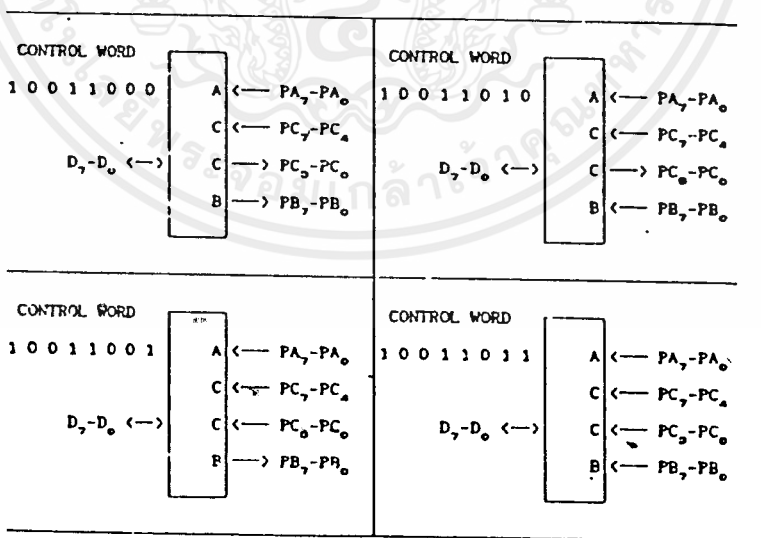 CONTROL WORD
1 0 0 1 1 0 0 0
A <— PA₇-PA₀
C <— PC₇-PC₄
D₇-D₀ <—> C —> PC₃-PC₀
B —> PB₇-PB₀
CONTROL WORD
1 0 0 1 1 0 1 0
A <— PA₇-PA₀
C <— PC₇-PC₄
D₇-D₀ <—> C —> PC₀-PC₀
B <— PB₇-PB₀
CONTROL WORD
1 0 0 1 1 0 0 1
A <— PA₇-PA₀
C <— PC₇-PC₄
D₇-D₀ <—> C <— PC₀-PC₀
B —> PB₇-PB₀
CONTROL WORD
1 0 0 1 1 0 1 1
A <— PA₇-PA₀
C <— PC₇-PC₄
D₇-D₀ <—> C <— PC₃-PC₀
B <— PB₇-PB₀